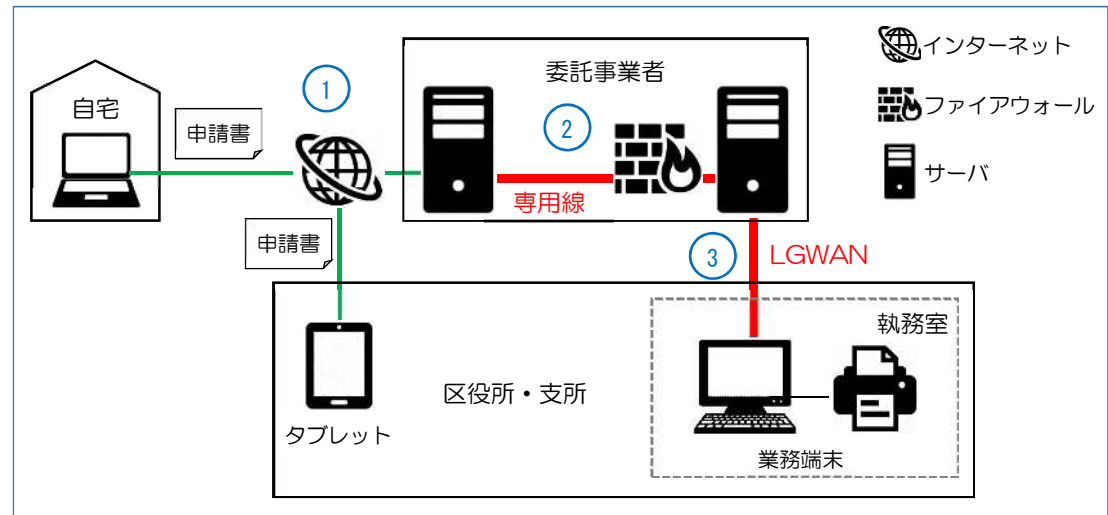 自宅
申請書
1
委託事業者
2
専用線
インターネット
ファイアウォール
サーバ
申請書
3
LGWAN
タブレット
区役所・支所
執務室
業務端末